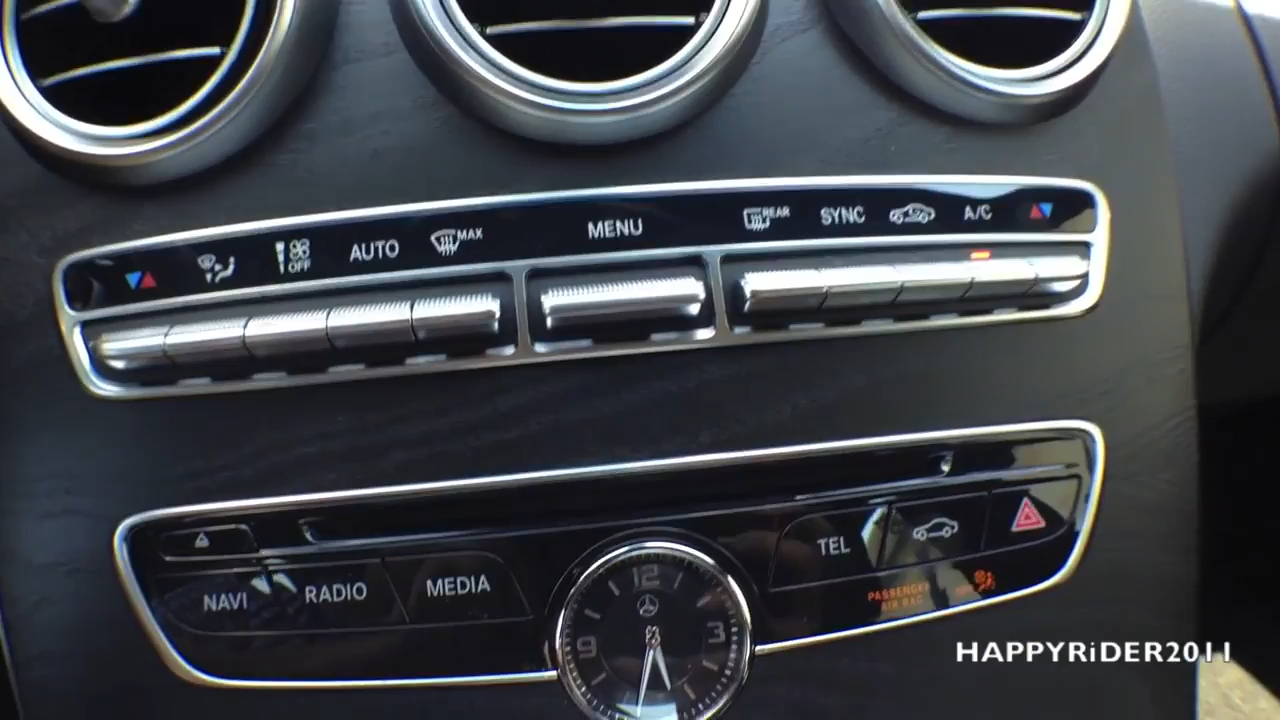 OFF
AUTO
MAX
MENU
REAR
SYNC
A/C
NAVI
RADIO
MEDIA
TEL
PASSENGER
AIR BAG
12
9
3
HAPPYRiDER2011